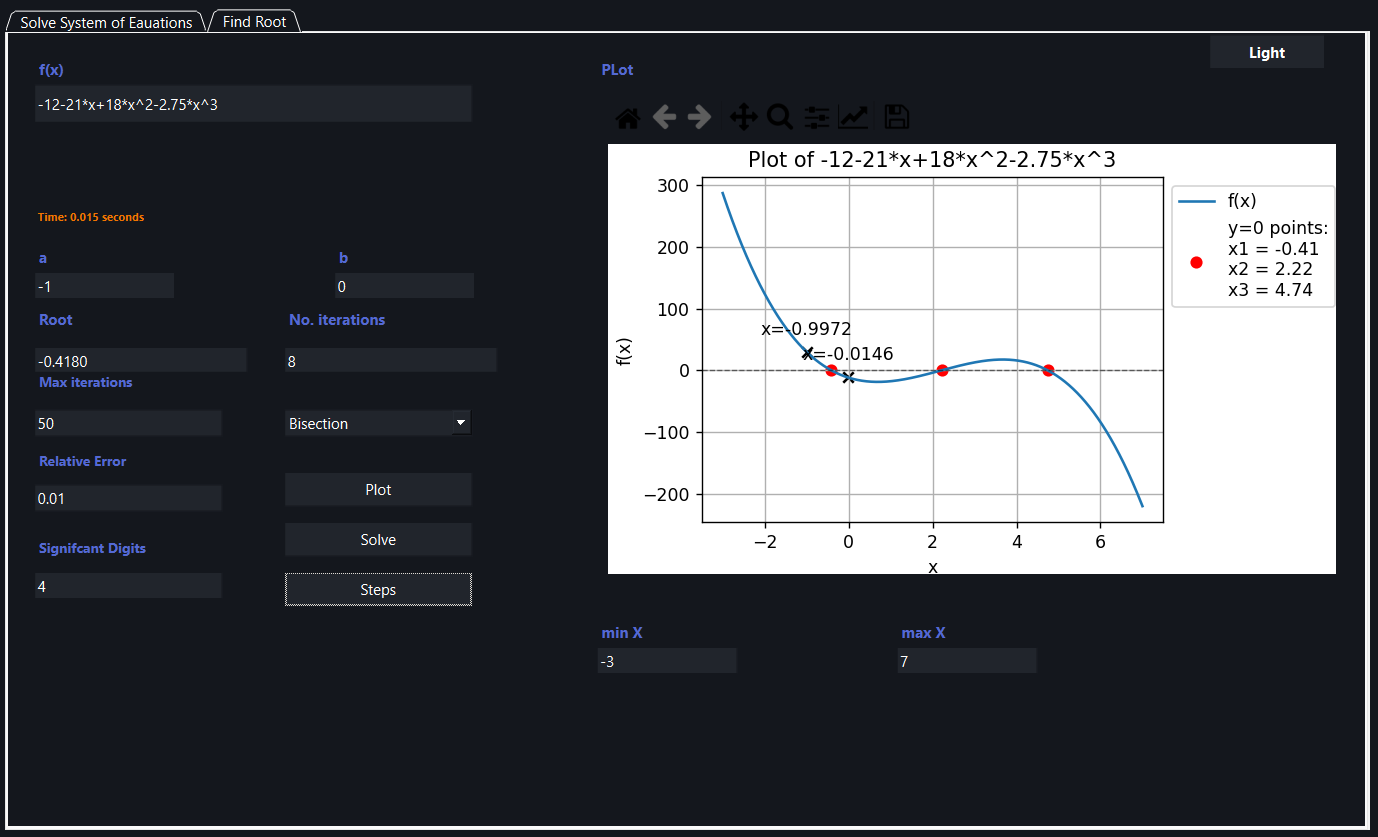 Solve System of Eauations
Find Root
Light
f(x)
-12-21*x+18*x^2-2.75*x^3
Time: 0.015 seconds
a
b
-1
0
Root
No. iterations
-0.4180
8
Max iterations
50
Bisection
Relative Error
0.01
Plot
Solve
Signifcant Digits
4
Steps
PLot
Plot of -12-21*x+18*x^2-2.75*x^3
300
200
100
0
−100
−200
f(x)
x=-0.9972
x=-0.0146
−2
0
2
4
6
x
f(x)
y=0 points:
x1 = -0.41
x2 = 2.22
x3 = 4.74
min X
max X
-3
7